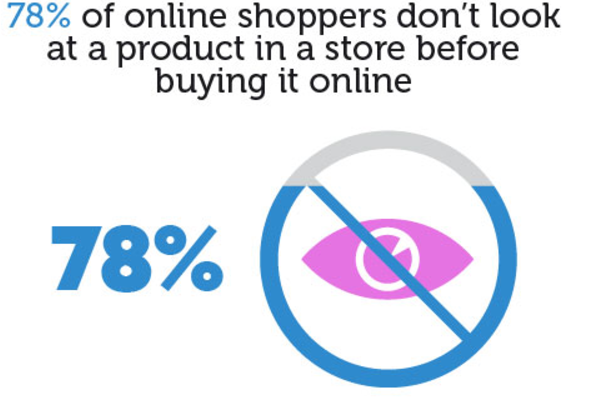 78% of online shoppers don't look
at a product in a store before
buying it online
78%